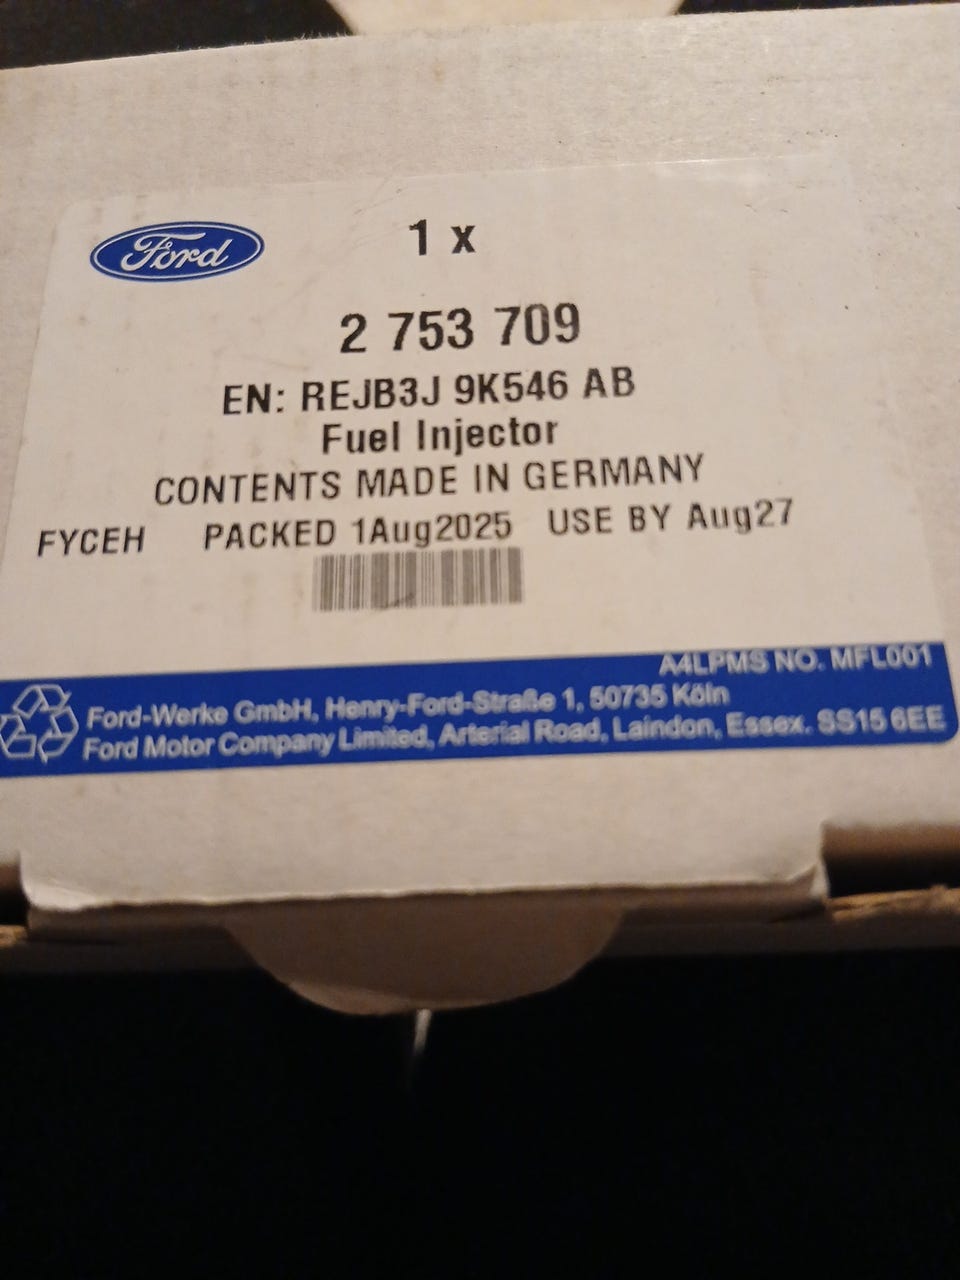 Ford
1 x
2 753 709
EN: REJB3J 9K546 AB
Fuel Injector
CONTENTS MADE IN GERMANY
FYCEH PACKED 1Aug2025 USE BY Aug27
A4LPMS NO. MFL001
Ford-Werke GmbH, Henry-Ford-Straße 1, 50735 Köln
Ford Motor Company Limited, Arterial Road, Laindon, Essex. SS15 6EE